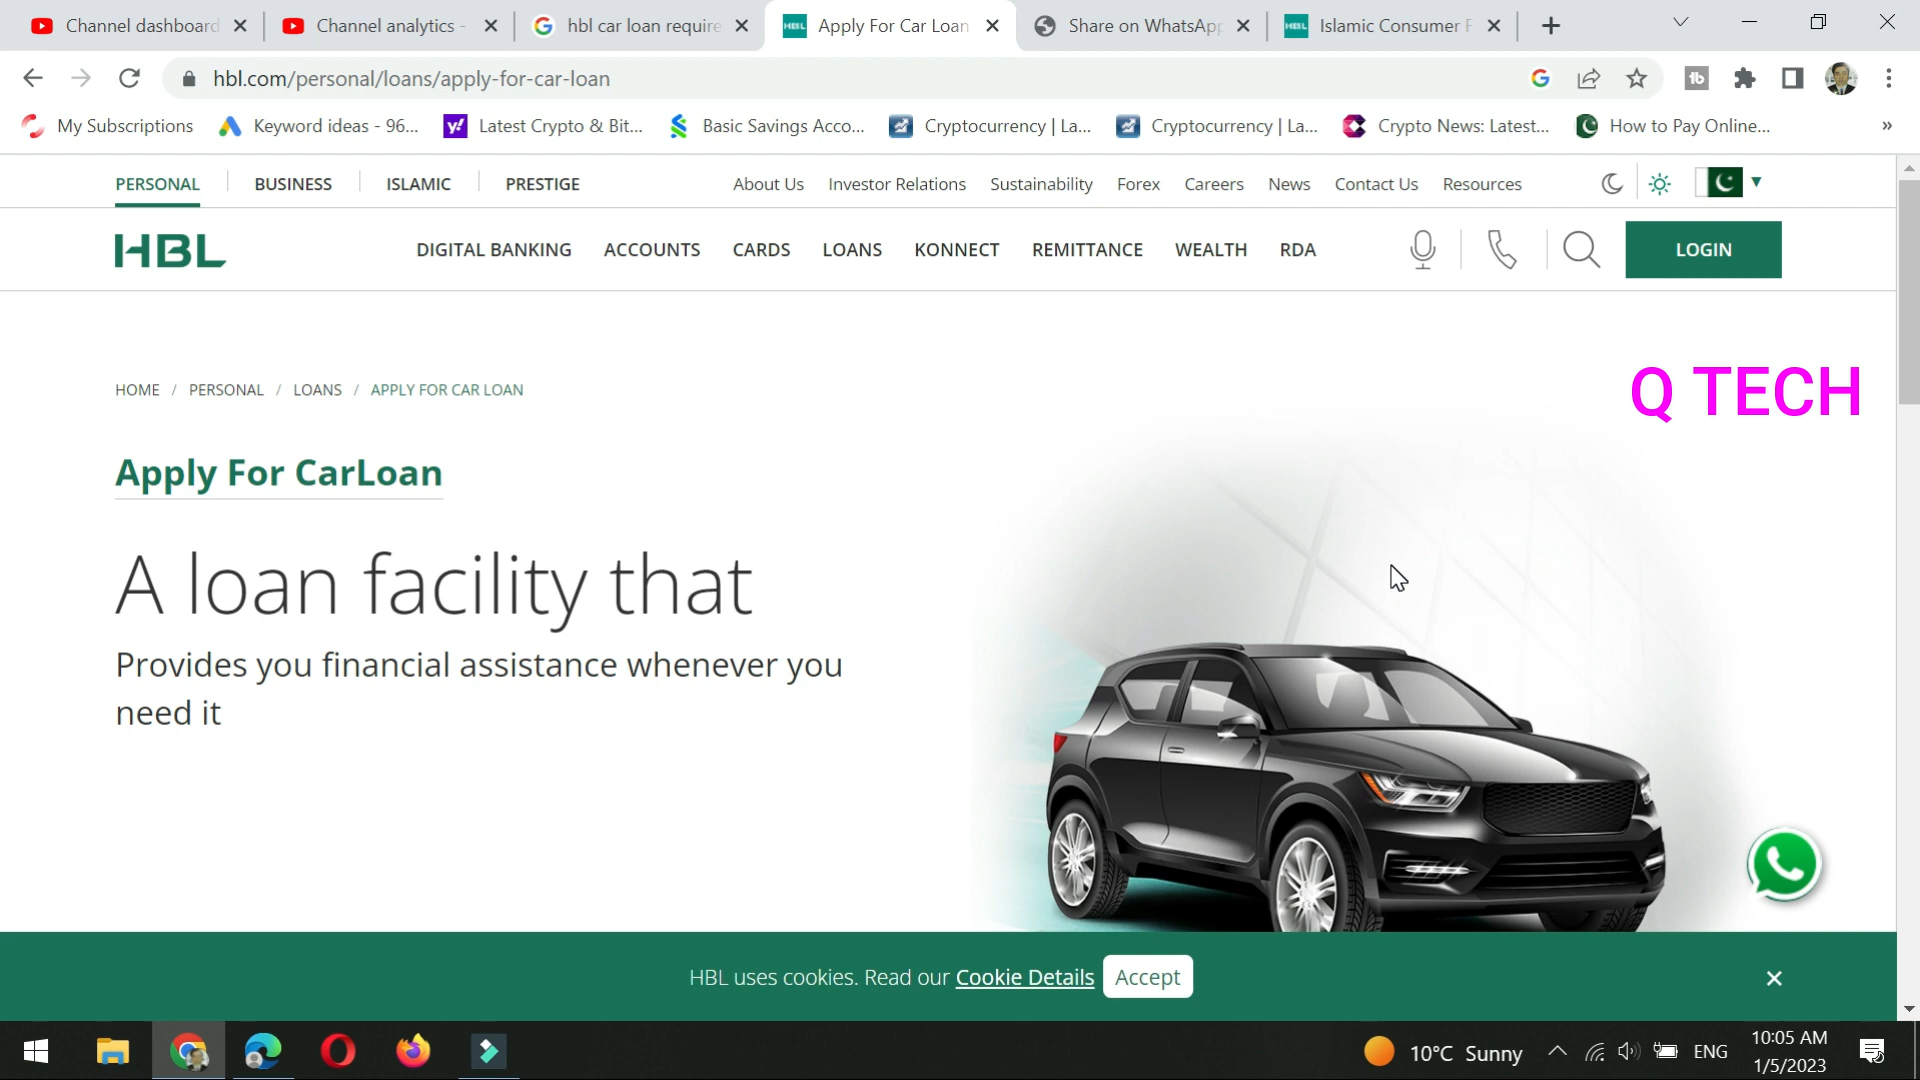 Channel dashboard
Channel analytics -
hbl car loan require
Apply For Car Loan
Share on WhatsApp
Islamic Consumer F
hbl.com/personal/loans/apply-for-car-loan
My Subscriptions
Keyword ideas - 96...
Latest Crypto & Bit...
Basic Savings Acco...
Cryptocurrency | La...
Cryptocurrency | La...
Crypto News: Latest...
How to Pay Online...
PERSONAL
BUSINESS
ISLAMIC
PRESTIGE
About Us
Investor Relations
Sustainability
Forex
Careers
News
Contact Us
Resources
HBL
DIGITAL BANKING
ACCOUNTS
CARDS
LOANS
KONNECT
REMITTANCE
WEALTH
RDA
LOGIN
HOME / PERSONAL / LOANS / APPLY FOR CAR LOAN
Q TECH
Apply For CarLoan
A loan facility that
Provides you financial assistance whenever you
need it
HBL uses cookies. Read our Cookie Details
Accept
10°C Sunny
ENG
10:05 AM
1/5/2023